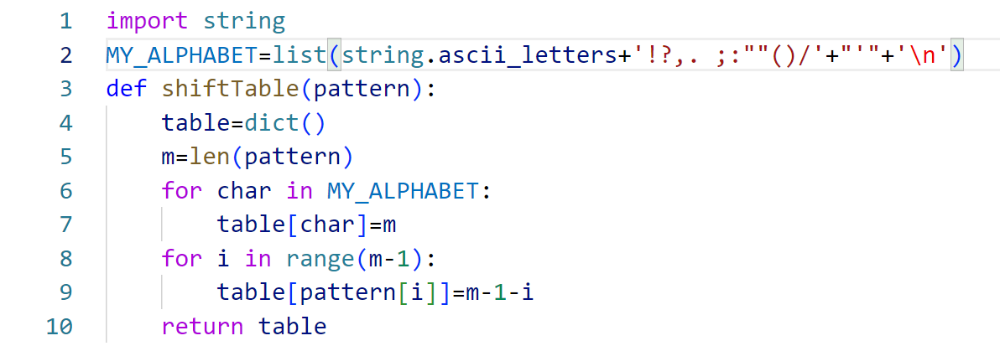 1 import string
2 MY_ALPHABET=list(string.ascii_letters+'!?,. ;:""()/'+"'"+'\n')
3 def shiftTable(pattern):
4     table=dict()
5     m=len(pattern)
6     for char in MY_ALPHABET:
7         table[char]=m
8     for i in range(m-1):
9         table[pattern[i]]=m-1-i
10     return table